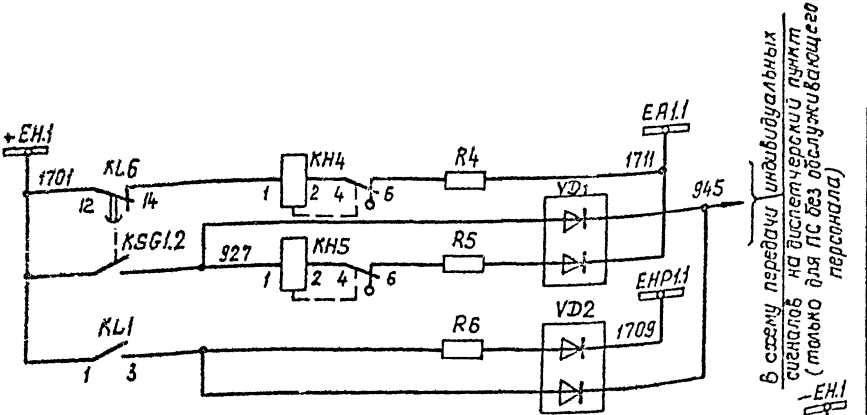 +EH.1
1701
KL6
12
14
1
KH4
2
4
6
R4
1711
EA1.1
KSG1.2
927
1
KH5
2
4
6
R5
VD1
945
EHP1.1
KL1
1
3
R6
VD2
1709
В схему передачи индивидуальных
сигналов на диспетчерский пункт
(только для ПС без обслуживающего
персонала)
-EH.1